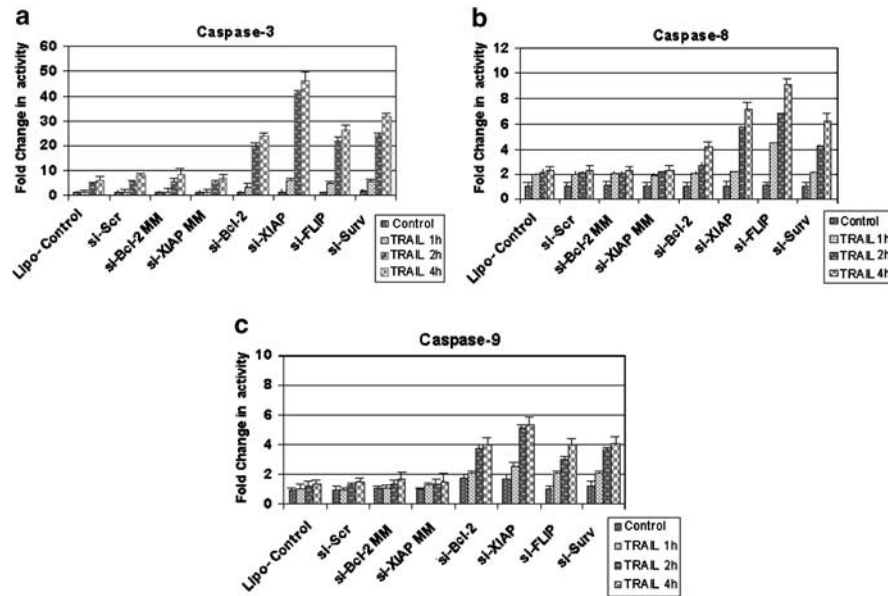 a
Caspase-3
Fold Change in activity
60
50
40
30
20
10
0
Lipo-Control
si-Scr
si-Bcl-2 MM
si-XIAP MM
si-Bcl-2
si-XIAP
si-FLIP
si-Surv
Control
TRAIL 1h
TRAIL 2h
TRAIL 4h
b
Caspase-8
Fold Change in activity
12
10
8
6
4
2
0
Lipo-Control
si-Scr
si-Bcl-2 MM
si-XIAP MM
si-Bcl-2
si-XIAP
si-FLIP
si-Surv
Control
TRAIL 1h
TRAIL 2h
TRAIL 4h
c
Caspase-9
Fold Change in activity
10
8
6
4
2
0
Lipo-Control
si-Scr
si-Bcl-2 MM
si-XIAP MM
si-Bcl-2
si-XIAP
si-FLIP
si-Surv
Control
TRAIL 1h
TRAIL 2h
TRAIL 4h